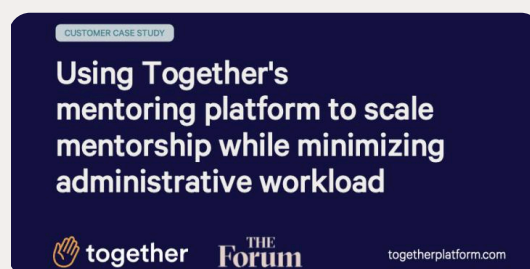 CUSTOMER CASE STUDY
Using Together's
mentoring platform to scale
mentorship while minimizing
administrative workload
together
THE
Forum
togetherplatform.com